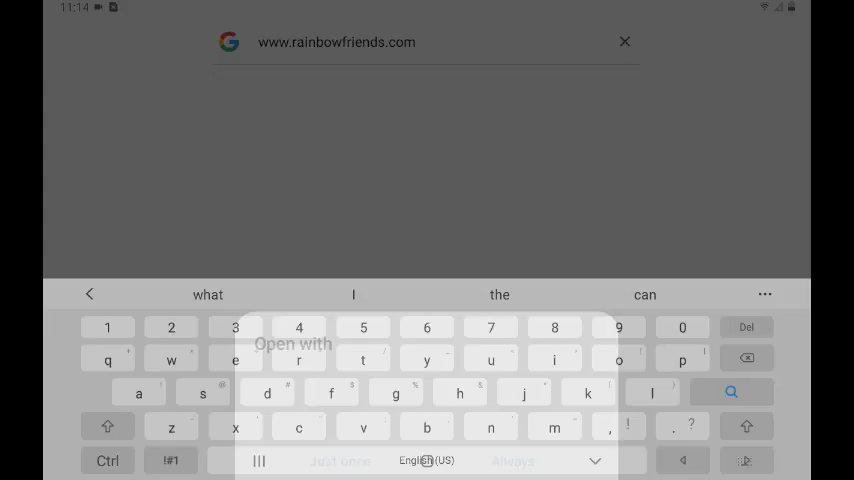 11:14
www.rainbowfriends.com
what I the can
1 2 3 4 5 6 7 8 9 0 Del
Open with
q w e r t y u i o p
a s d f g h j k l
z x c v b n m , ! . ?
Ctrl !#1 English(US)
Just once Always